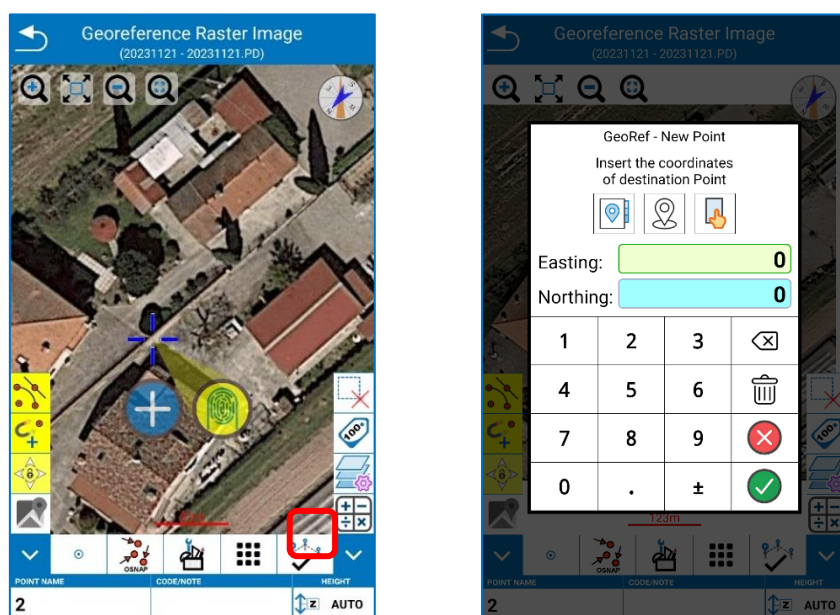 Georeference Raster Image
(20231121 - 20231121.PD)
100°
OSNAP
POINT NAME
CODE/NOTE
HEIGHT
2
Z
AUTO
Georeference Raster Image
(20231121 - 20231121.PD)
GeoRef - New Point
Insert the coordinates
of destination Point
Easting: 0
Northing: 0
1 2 3
4 5 6
7 8 9
0 . ±
123m
100°
OSNAP
POINT NAME
CODE/NOTE
HEIGHT
2
Z
AUTO